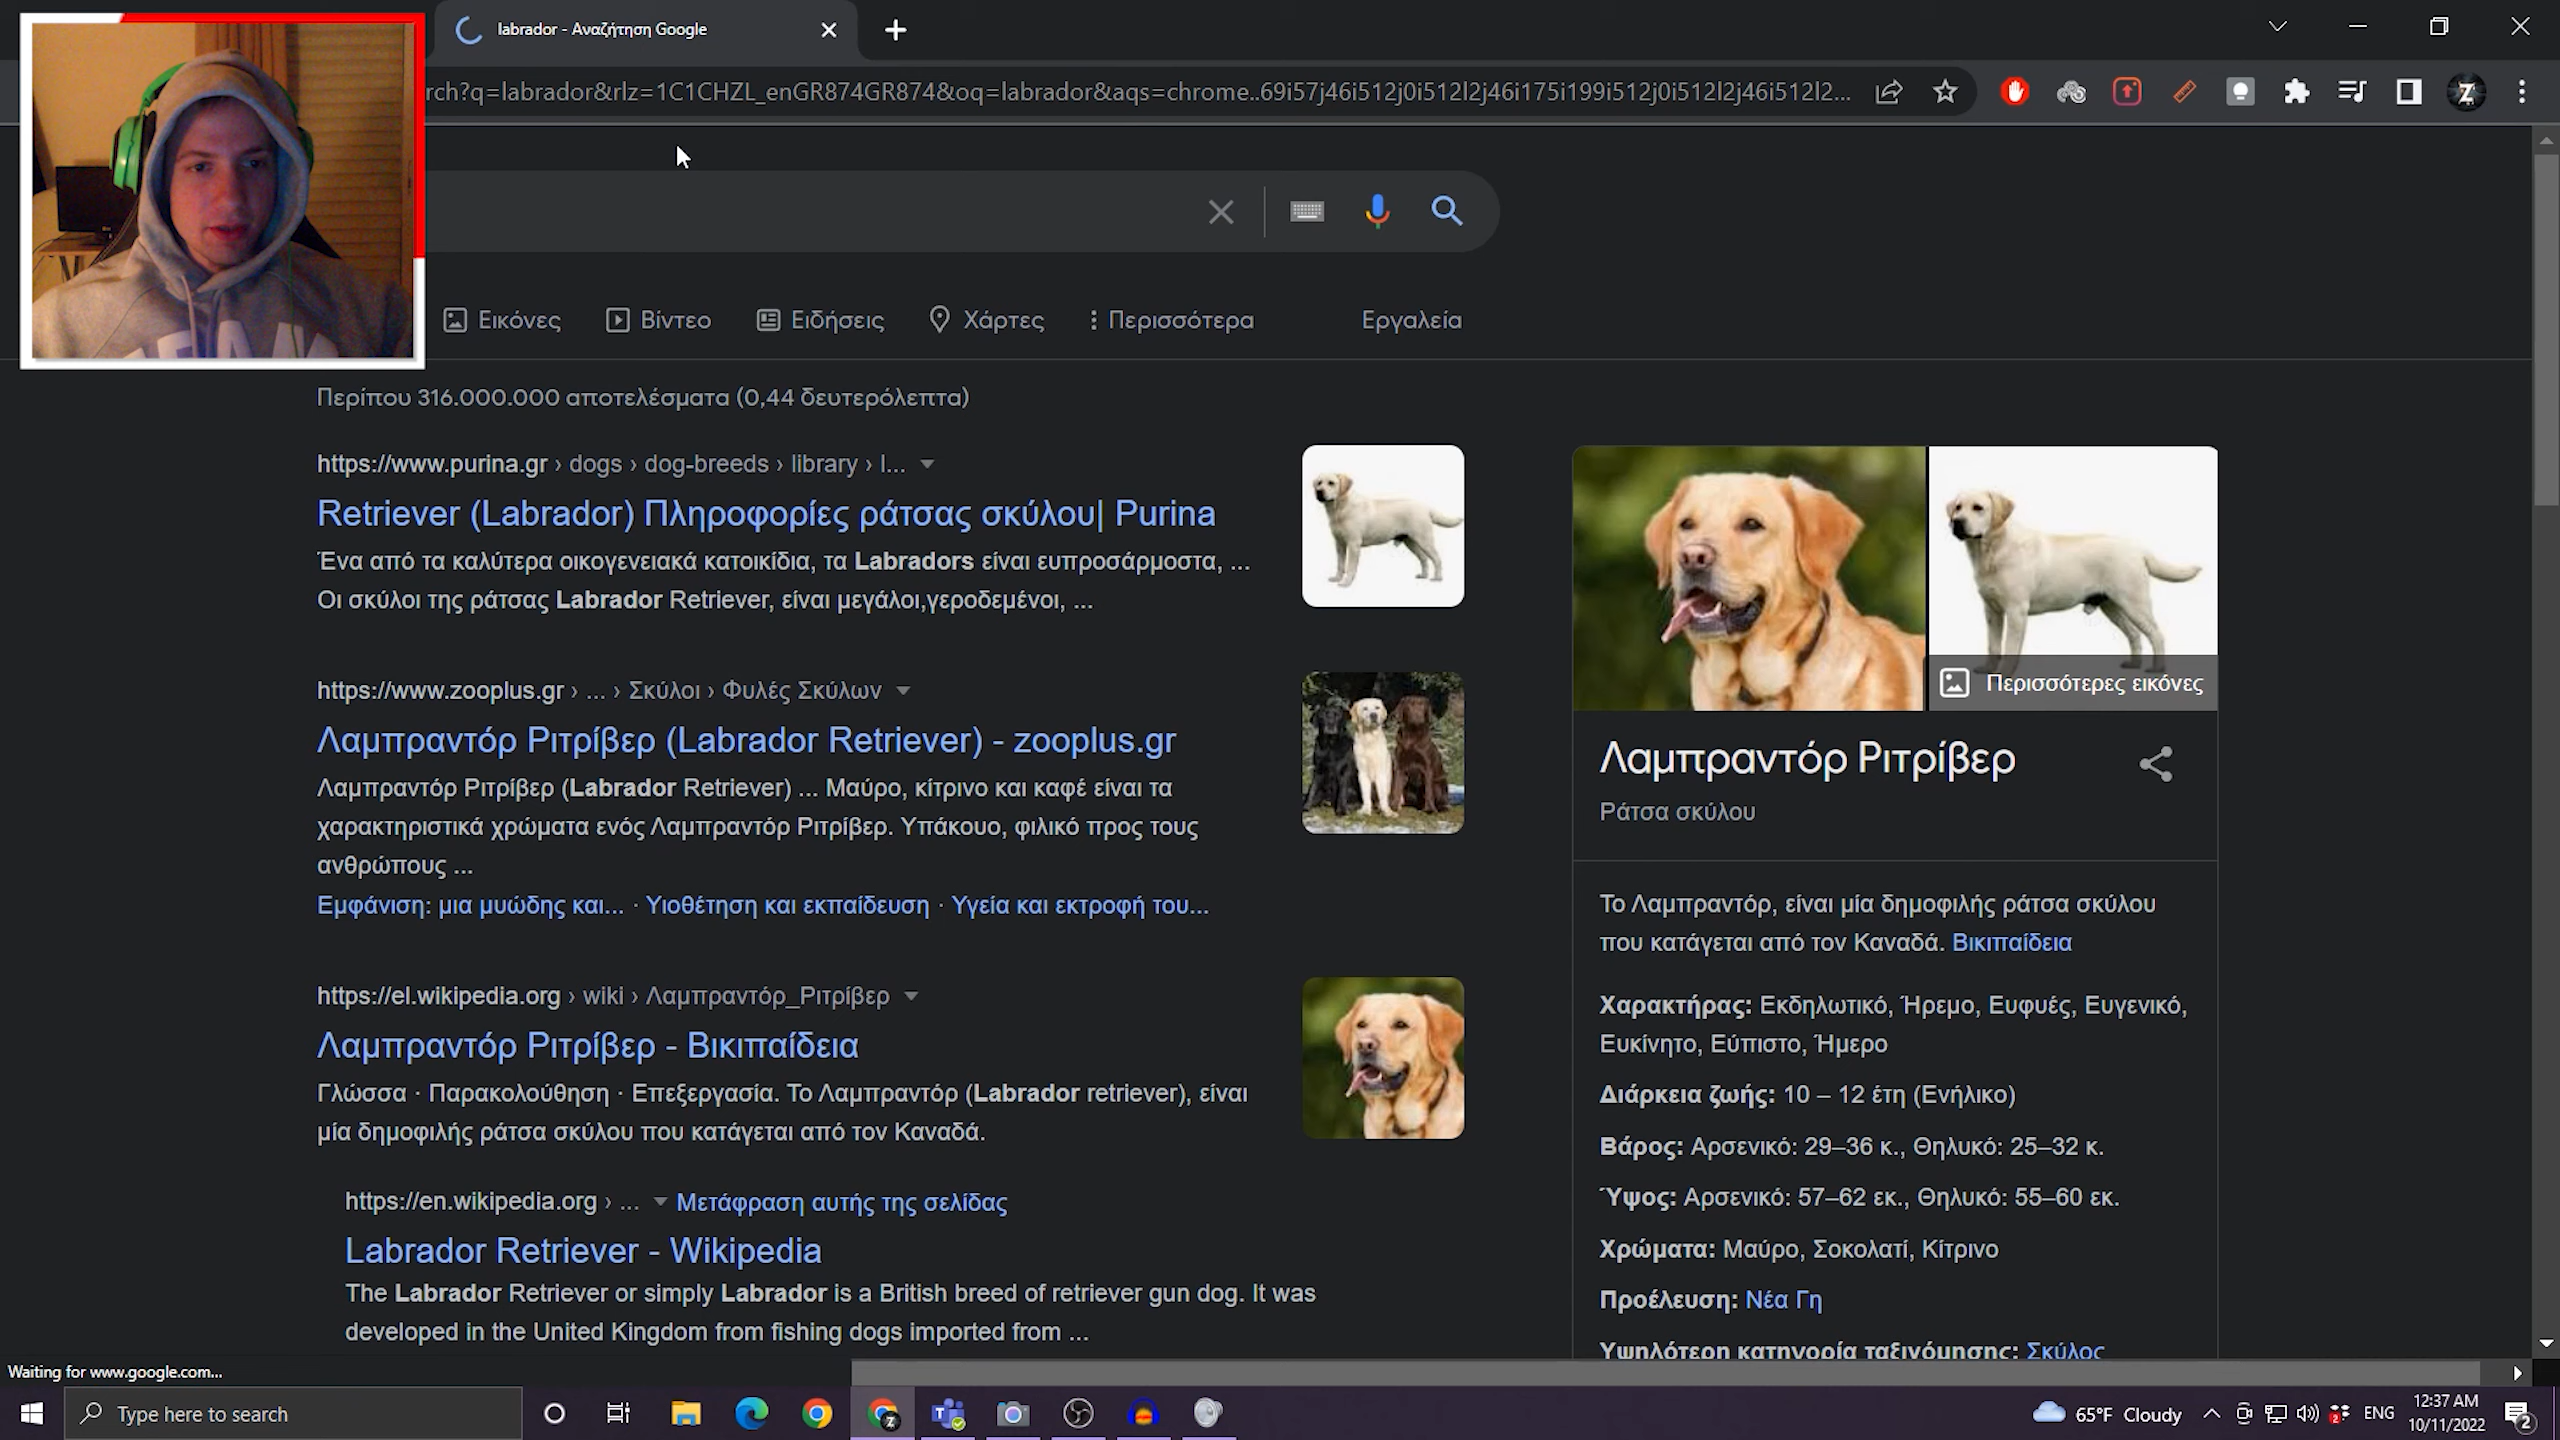 labrador - Αναζήτηση Google
rch?q=labrador&rlz=1C1CHZL_enGR874GR874&oq=labrador&aqs=chrome..69i57j46i512j0i512l2j46i175i199i512j0i512l2j46i512l2...
Εικόνες
Βίντεο
Ειδήσεις
Χάρτες
Περισσότερα
Εργαλεία
Περίπου 316.000.000 αποτελέσματα (0,44 δευτερόλεπτα)
https://www.purina.gr › dogs › dog-breeds › library › l...
Retriever (Labrador) Πληροφορίες ράτσας σκύλου| Purina
Ένα από τα καλύτερα οικογενειακά κατοικίδια, τα Labradors είναι ευπροσάρμοστα, ...
Οι σκύλοι της ράτσας Labrador Retriever, είναι μεγάλοι,γεροδεμένοι, ...
https://www.zooplus.gr › ... › Σκύλοι › Φυλές Σκύλων
Λαμπραντόρ Ριτρίβερ (Labrador Retriever) - zooplus.gr
Λαμπραντόρ Ριτρίβερ (Labrador Retriever) ... Μαύρο, κίτρινο και καφέ είναι τα
χαρακτηριστικά χρώματα ενός Λαμπραντόρ Ριτρίβερ. Υπάκουο, φιλικό προς τους
ανθρώπους ...
Εμφάνιση: μια μυώδης και... · Υιοθέτηση και εκπαίδευση · Υγεία και εκτροφή του...
https://el.wikipedia.org › wiki › Λαμπραντόρ_Ριτρίβερ
Λαμπραντόρ Ριτρίβερ - Βικιπαίδεια
Γλώσσα · Παρακολούθηση · Επεξεργασία. Το Λαμπραντόρ (Labrador retriever), είναι
μία δημοφιλής ράτσα σκύλου που κατάγεται από τον Καναδά.
https://en.wikipedia.org › ... Μετάφραση αυτής της σελίδας
Labrador Retriever - Wikipedia
The Labrador Retriever or simply Labrador is a British breed of retriever gun dog. It was
developed in the United Kingdom from fishing dogs imported from ...
Περισσότερες εικόνες
Λαμπραντόρ Ριτρίβερ
Ράτσα σκύλου
Το Λαμπραντόρ, είναι μία δημοφιλής ράτσα σκύλου
που κατάγεται από τον Καναδά. Βικιπαίδεια
Χαρακτήρας: Εκδηλωτικό, Ήρεμο, Ευφυές, Ευγενικό,
Ευκίνητο, Εύπιστο, Ήμερο
Διάρκεια ζωής: 10 – 12 έτη (Ενήλικο)
Βάρος: Αρσενικό: 29–36 κ., Θηλυκό: 25–32 κ.
Ύψος: Αρσενικό: 57–62 εκ., Θηλυκό: 55–60 εκ.
Χρώματα: Μαύρο, Σοκολατί, Κίτρινο
Προέλευση: Νέα Γη
Υψηλότερη κατηγορία ταξινόμησης: Σκύλος
Waiting for www.google.com...
Type here to search
65°F Cloudy
ENG
12:37 AM
10/11/2022
2